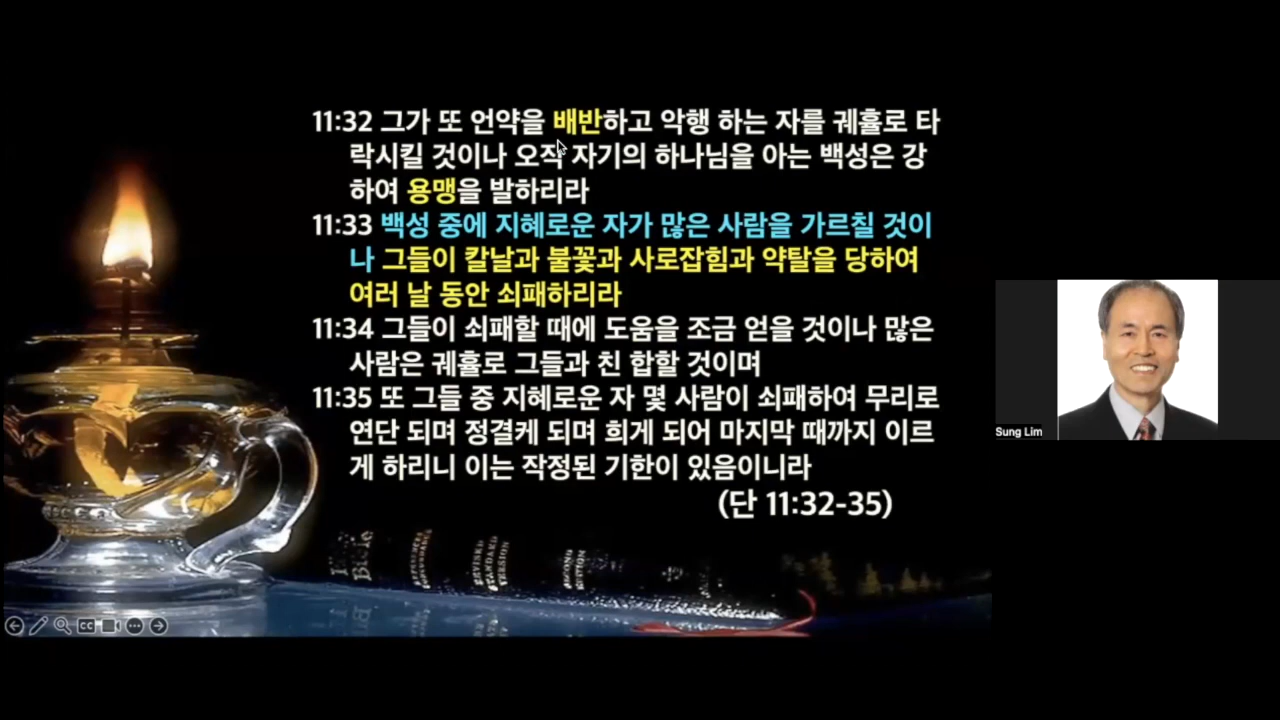 11:32 그가 또 언약을 배반하고 악행 하는 자를 궤휼로 타
락시킬 것이나 오직 자기의 하나님을 아는 백성은 강
하여 용맹을 발하리라
11:33 백성 중에 지혜로운 자가 많은 사람을 가르칠 것이
나 그들이 칼날과 불꽃과 사로잡힘과 약탈을 당하여
여러 날 동안 쇠패하리라
11:34 그들이 쇠패할 때에 도움을 조금 얻을 것이나 많은
사람은 궤휼로 그들과 친 합할 것이며
11:35 또 그들 중 지혜로운 자 몇 사람이 쇠패하여 무리로
연단 되며 정결케 되며 희게 되어 마지막 때까지 이르
게 하리니 이는 작정된 기한이 있음이니라
(단 11:32-35)
Sung Lim
Bible
REVISED
STANDARD
VERSION
SECOND
EDITION
CC